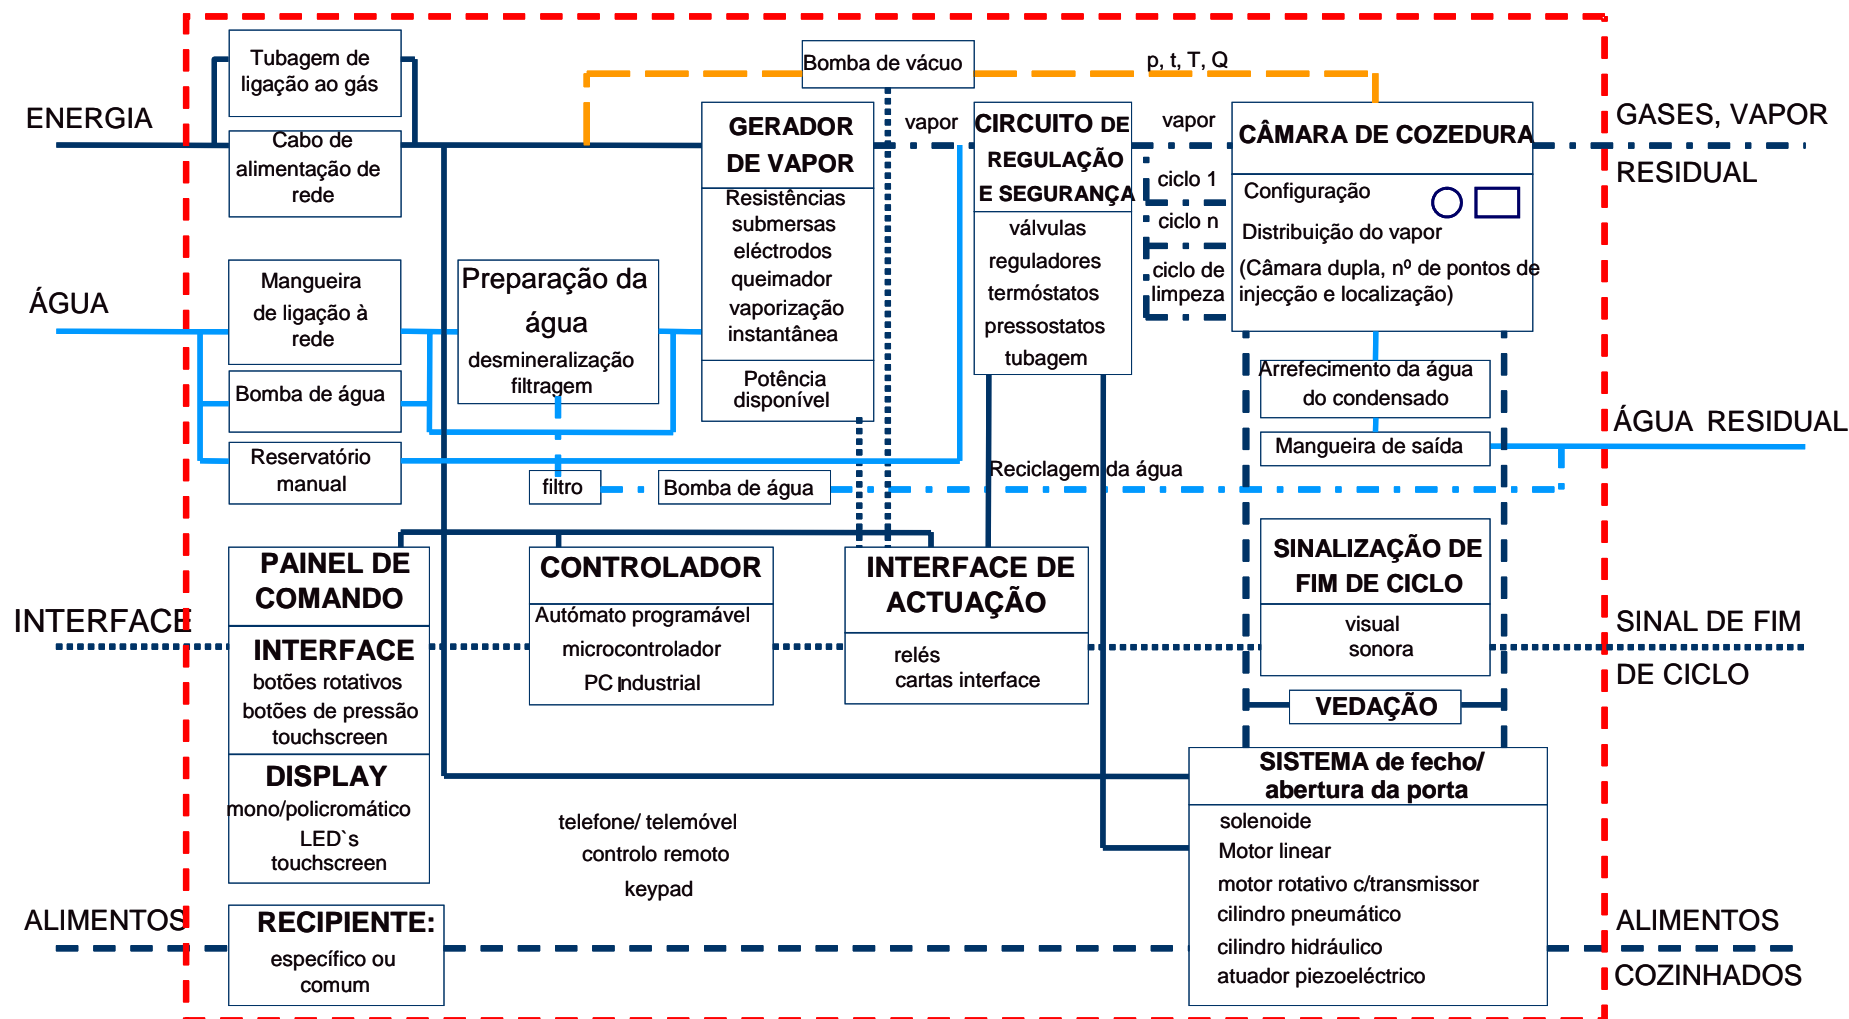 ENERGIA
Tubagem de
ligação ao gás
Cabo de
alimentação de
rede
Bomba de vácuo
p, t, T, Q
GERADOR
DE VAPOR
Resistências
submersas
eléctrodos
queimador
vaporização
instantânea
Potência
disponível
vapor
CIRCUITO DE
REGULAÇÃO
E SEGURANÇA
válvulas
reguladores
termóstatos
pressostatos
tubagem
vapor
ciclo 1
ciclo n
ciclo de
limpeza
CÂMARA DE COZEDURA
Configuração
Distribuição do vapor
(Câmara dupla, nº de pontos de
injecção e localização)
GASES, VAPOR
RESIDUAL
ÁGUA
Mangueira
de ligação à
rede
Bomba de água
Reservatório
manual
Preparação da
água
desmineralização
filtragem
filtro
Bomba de água
Reciclagem da água
Arrefecimento da água
do condensado
Mangueira de saída
ÁGUA RESIDUAL
INTERFACE
PAINEL DE
COMANDO
INTERFACE
botões rotativos
botões de pressão
touchscreen
DISPLAY
mono/policromático
LED`s
touchscreen
CONTROLADOR
Autómato programável
microcontrolador
PC Industrial
INTERFACE DE
ACTUAÇÃO
relés
cartas interface
SINALIZAÇÃO DE
FIM DE CICLO
visual
sonora
SINAL DE FIM
DE CICLO
VEDAÇÃO
SISTEMA de fecho/
abertura da porta
solenoide
Motor linear
motor rotativo c/transmissor
cilindro pneumático
cilindro hidráulico
atuador piezoeléctrico
telefone/ telemóvel
controlo remoto
keypad
ALIMENTOS
RECIPIENTE:
específico ou
comum
ALIMENTOS
COZINHADOS